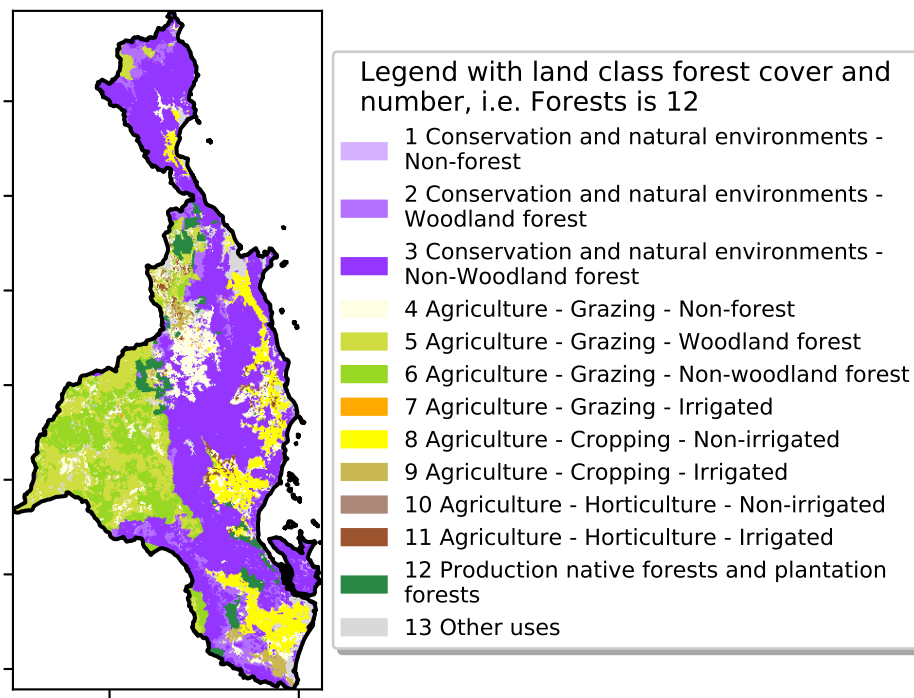 Legend with land class forest cover and
number, i.e. Forests is 12
1 Conservation and natural environments -
Non-forest
2 Conservation and natural environments -
Woodland forest
3 Conservation and natural environments -
Non-Woodland forest
4 Agriculture - Grazing - Non-forest
5 Agriculture - Grazing - Woodland forest
6 Agriculture - Grazing - Non-woodland forest
7 Agriculture - Grazing - Irrigated
8 Agriculture - Cropping - Non-irrigated
9 Agriculture - Cropping - Irrigated
10 Agriculture - Horticulture - Non-irrigated
11 Agriculture - Horticulture - Irrigated
12 Production native forests and plantation
forests
13 Other uses